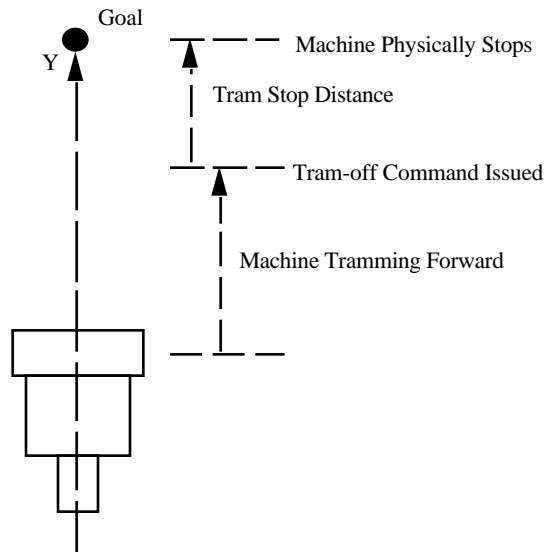 Goal
Machine Physically Stops
Y
Tram Stop Distance
Tram-off Command Issued
Machine Tramming Forward